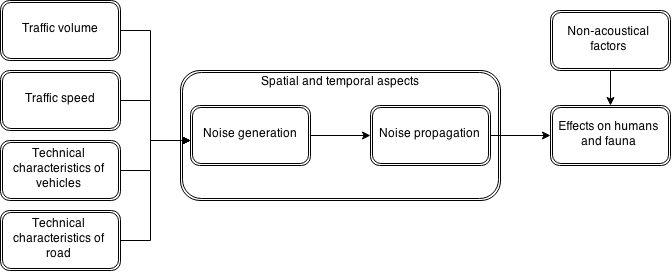 Traffic volume
Traffic speed
Technical
characteristics of
vehicles
Technical
characteristics of
road
Spatial and temporal aspects
Noise generation
Noise propagation
Non-acoustical
factors
Effects on humans
and fauna